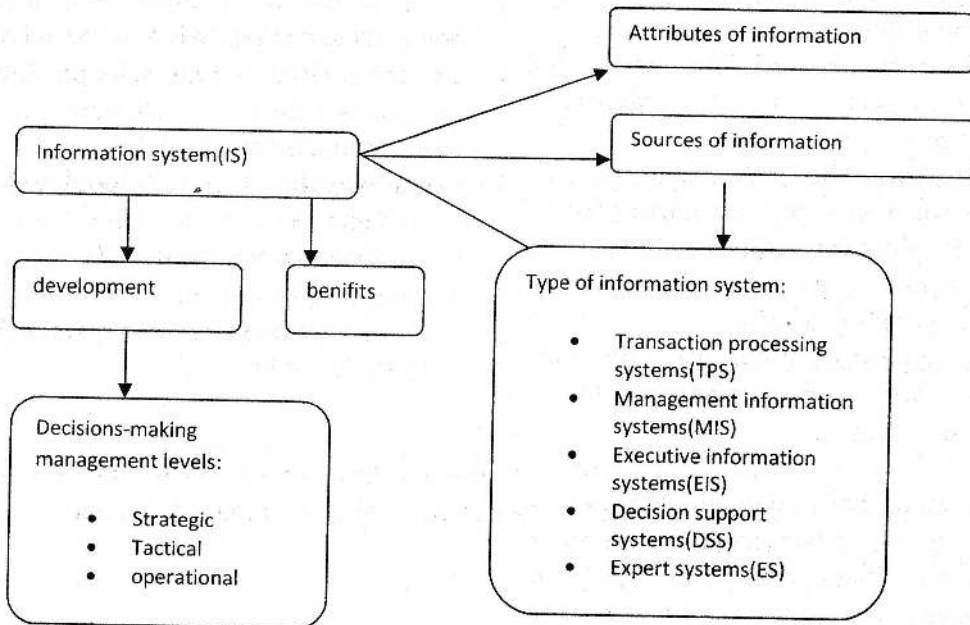 Attributes of information
Information system(IS)
Sources of information
development
benifits
Type of information system:
• Transaction processing
systems(TPS)
• Management information
systems(MIS)
• Executive information
systems(EIS)
• Decision support
systems(DSS)
• Expert systems(ES)
Decisions-making
management levels:
• Strategic
• Tactical
• operational